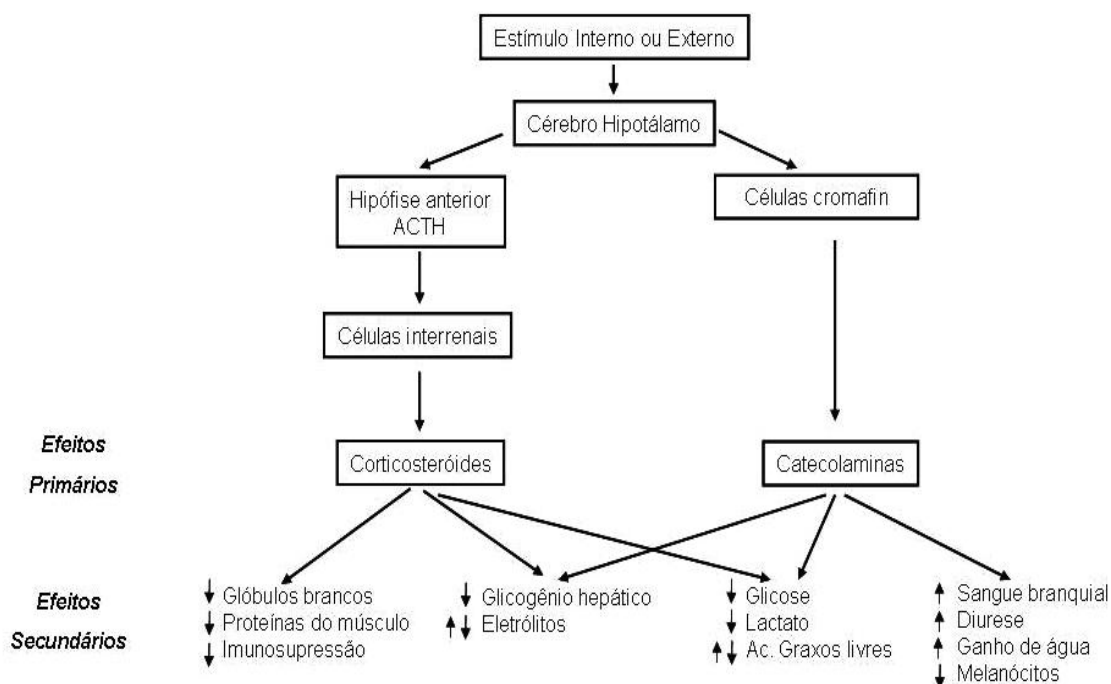 Estímulo Interno ou Externo
Cérebro Hipotálamo
Hipófise anterior
ACTH
Células cromafin
Células interrenais
Efeitos
Primários
Corticosteróides
Catecolaminas
Efeitos
Secundários
↓ Glóbulos brancos
↓ Proteínas do músculo
↓ Imunosupressão
↓ Glicogênio hepático
↑↓ Eletrólitos
↓ Glicose
↓ Lactato
↑↓ Ac. Graxos livres
↑ Sangue branquial
↑ Diurese
↑ Ganho de água
↓ Melanócitos